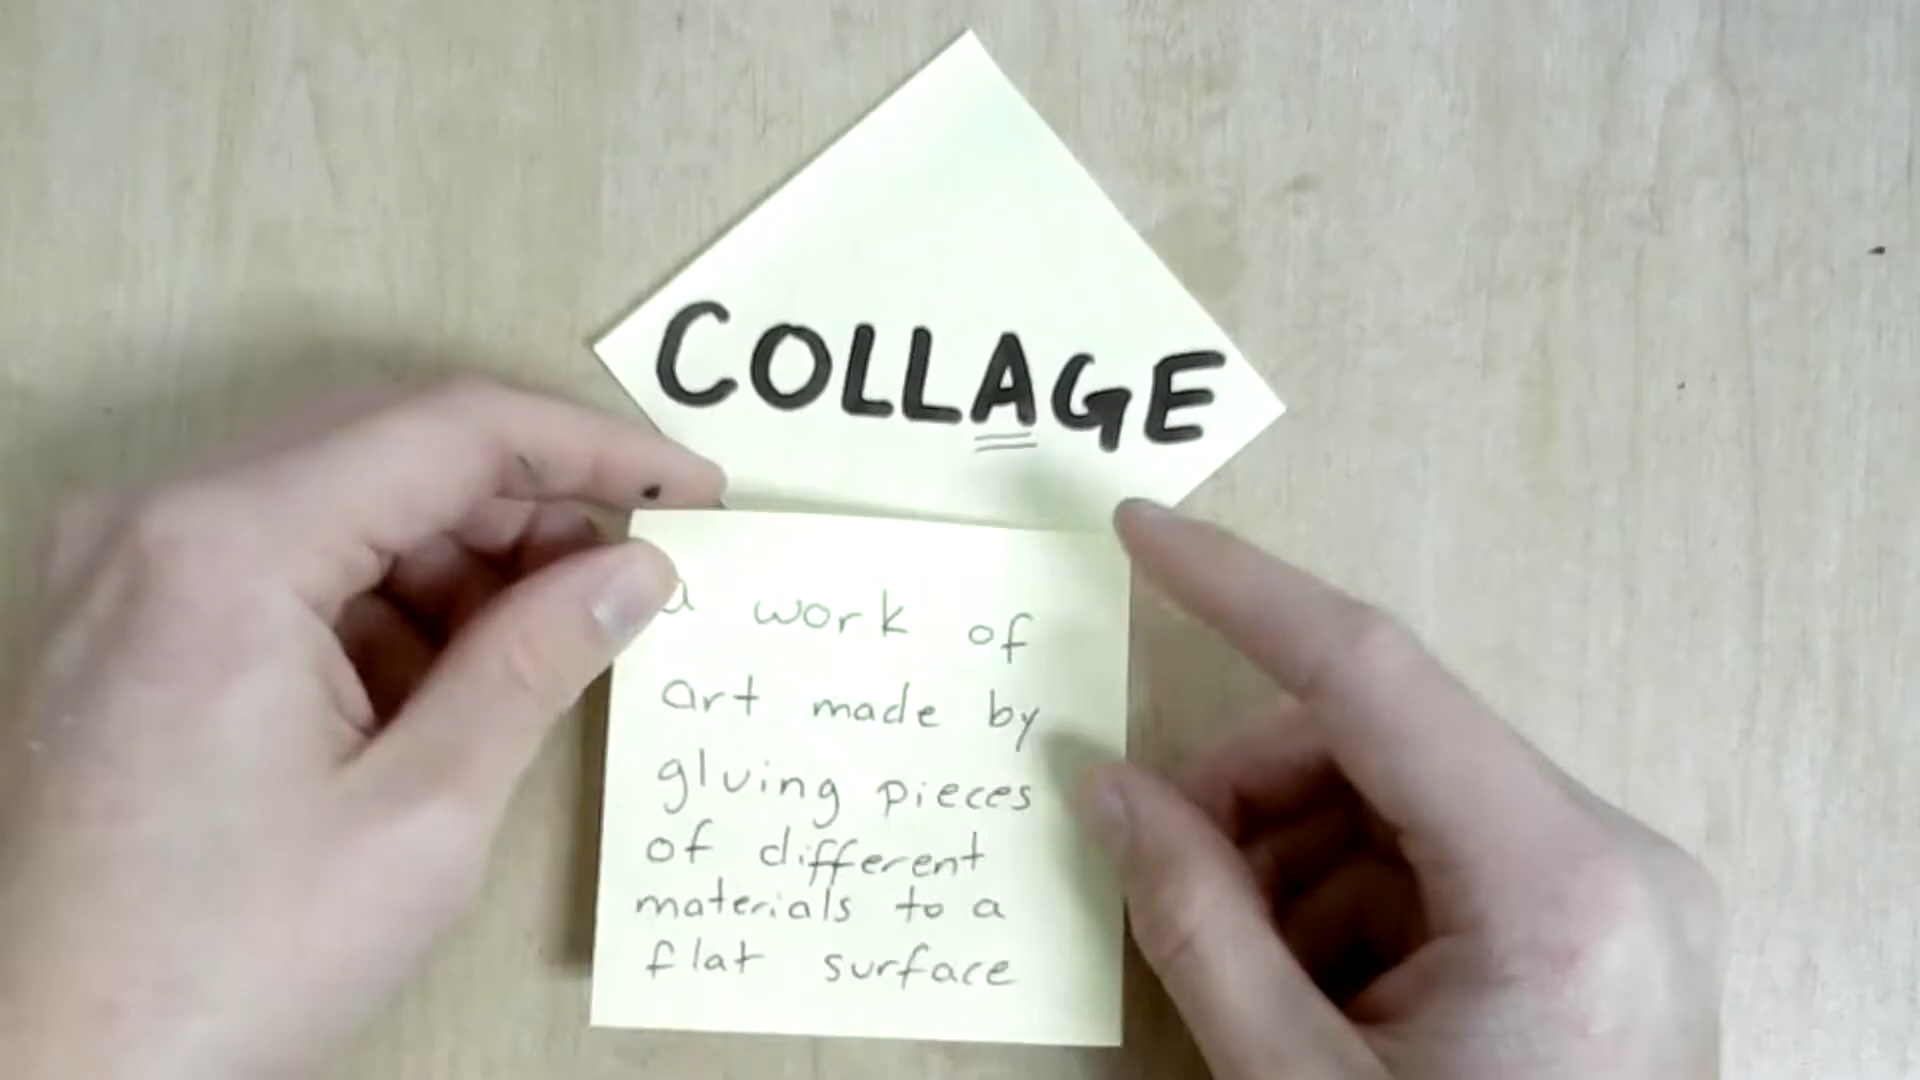 COLLAGE
a work of
art made by
gluing pieces
of different
materials to a
flat surface